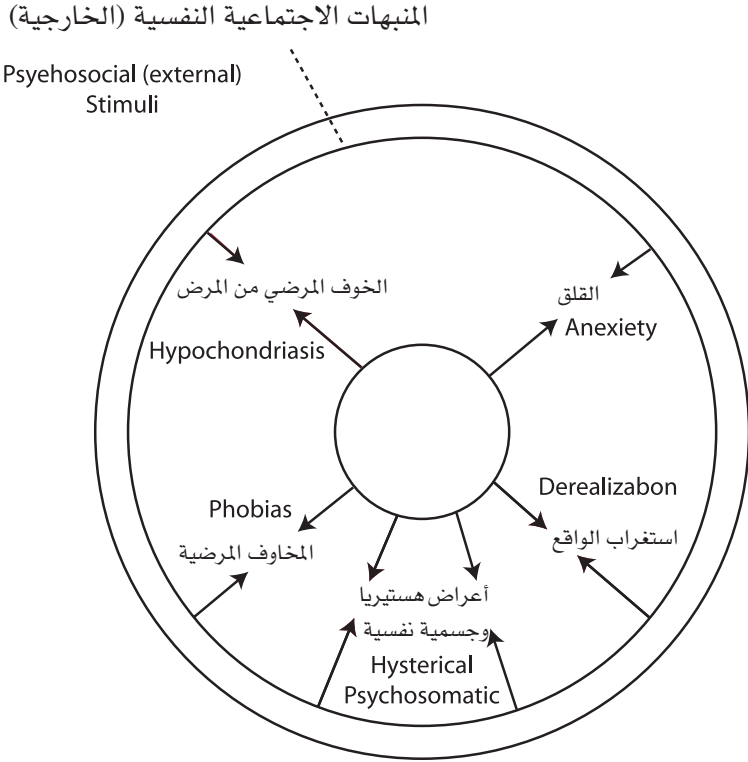 المنبهات الاجتماعية النفسية (الخارجية)
Psyehosocial (external)
Stimuli
الخوف المرضي من المرض
Hypochondriasis
القلق
Anexiety
Phobias
المخاوف المرضية
Derealizabon
استغراب الواقع
أعراض هستيريا
وجسمية نفسية
Hysterical
Psychosomatic